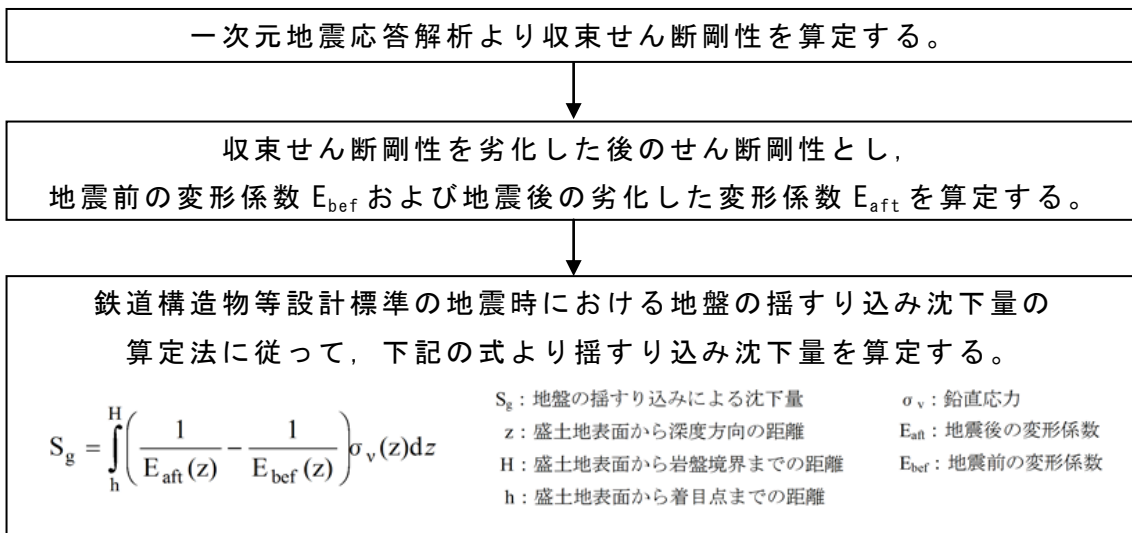 一次元地震応答解析より収束せん断剛性を算定する。
収束せん断剛性を劣化した後のせん断剛性とし,
地震前の変形係数 E_bef および地震後の劣化した変形係数 E_aft を算定する。
鉄道構造物等設計標準の地震時における地盤の揺すり込み沈下量の
算定法に従って, 下記の式より揺すり込み沈下量を算定する。
S_g = ∫_h^H ( 1/E_aft(z) − 1/E_bef(z) ) σ_v(z)dz
S_g：地盤の揺すり込みによる沈下量
z：盛土地表面から深度方向の距離
H：盛土地表面から岩盤境界までの距離
h：盛土地表面から着目点までの距離
σ_v：鉛直応力
E_aft：地震後の変形係数
E_bef：地震前の変形係数